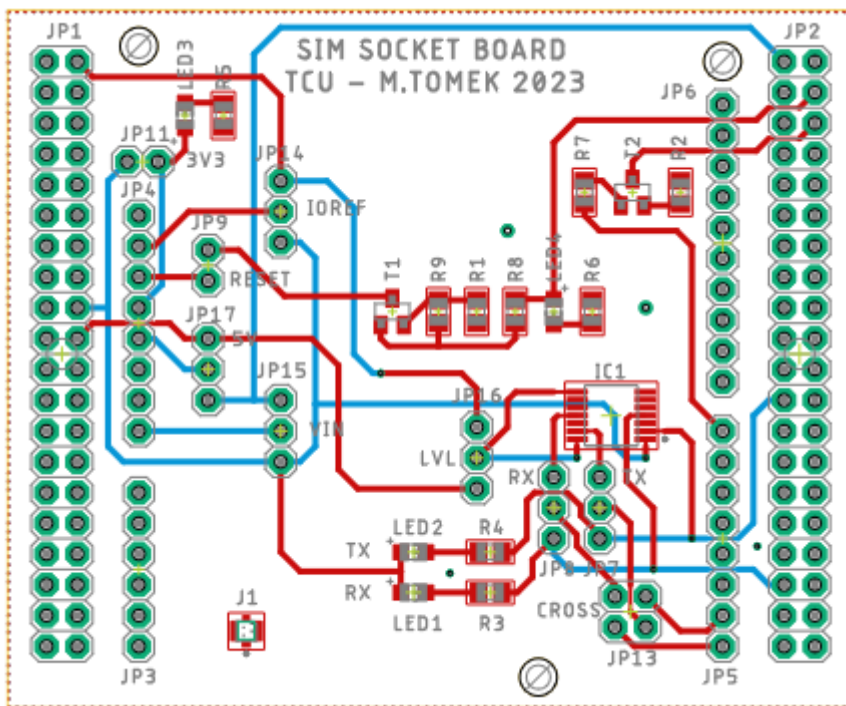 JP1
SIM SOCKET BOARD
JP2
TCU - M.TOMEK 2023
LED3
R5
JP6
JP11
3V3
JP14
R7
T2
R2
JP4
IOREF
JP9
RESET
T1
R9
R1
R8
LED4
R6
JP17
5V
JP15
IC1
JP16
VIN
LVL
RX
TX
LED2
R4
TX
JP8
JP7
RX
CROSS
J1
LED1
R3
JP13
JP3
JP5